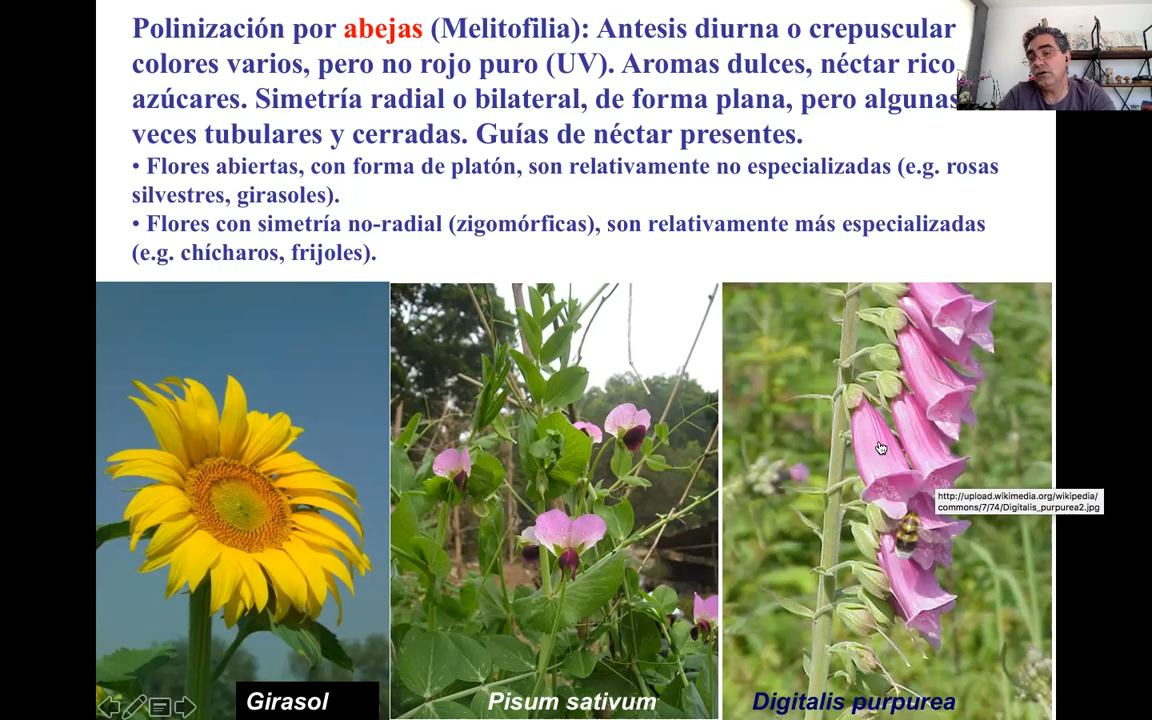 Polinización por abejas (Melitofilia): Antesis diurna o crepuscular
colores varios, pero no rojo puro (UV). Aromas dulces, néctar rico
azúcares. Simetría radial o bilateral, de forma plana, pero algunas
veces tubulares y cerradas. Guías de néctar presentes.
• Flores abiertas, con forma de platón, son relativamente no especializadas (e.g. rosas
silvestres, girasoles).
• Flores con simetría no-radial (zigomórficas), son relativamente más especializadas
(e.g. chícharos, frijoles).
http://upload.wikimedia.org/wikipedia/
commons/7/74/Digitalis_purpurea2.jpg
Girasol
Pisum sativum
Digitalis purpurea